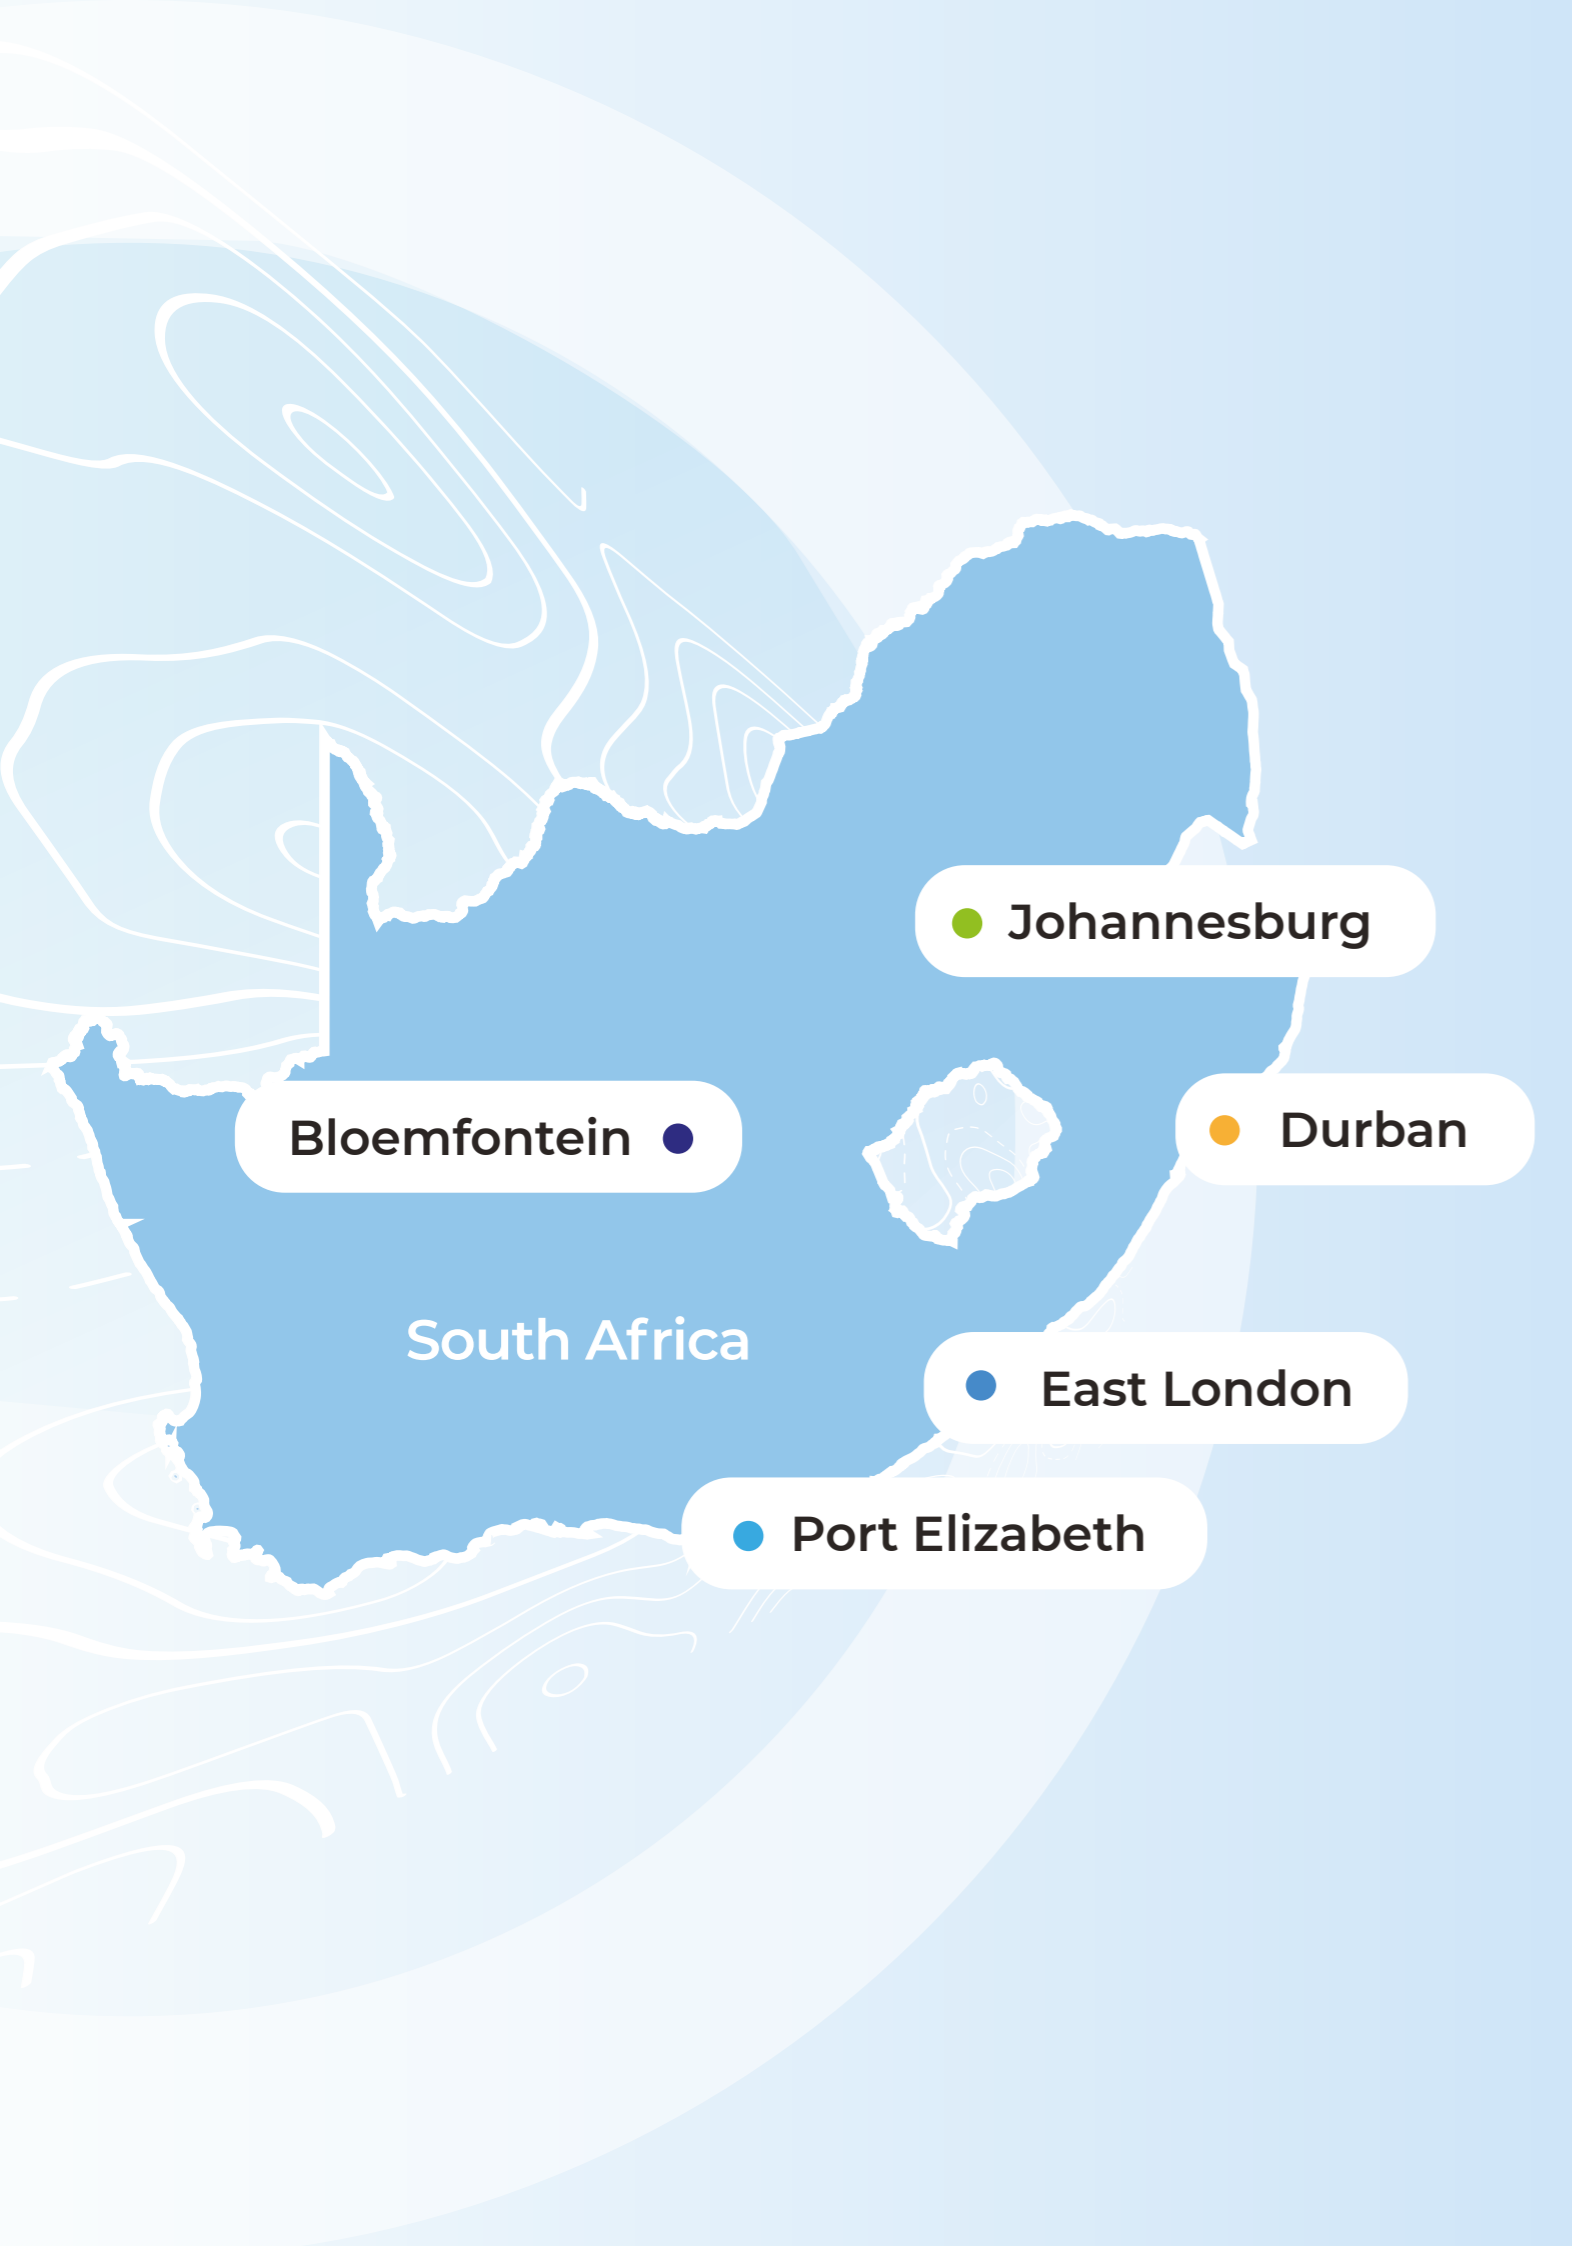 Johannesburg
Durban
Bloemfontein
South Africa
East London
Port Elizabeth